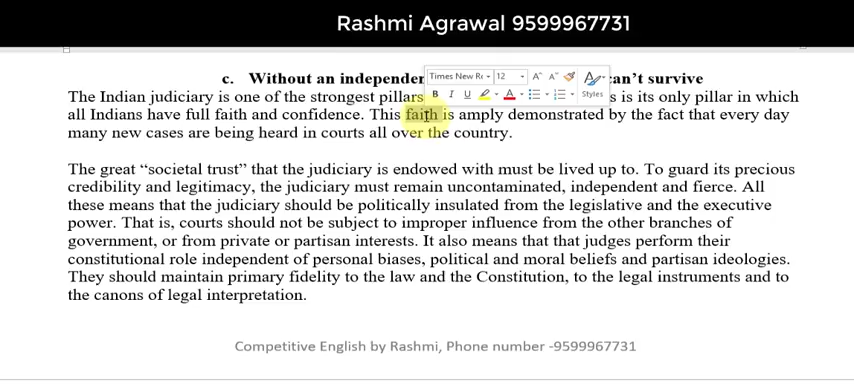 Rashmi Agrawal 9599967731
c. Without an independen can't survive
Times New Ro 12
Styles
The Indian judiciary is one of the strongest pillars s is its only pillar in which
all Indians have full faith and confidence. This faith is amply demonstrated by the fact that every day
many new cases are being heard in courts all over the country.
The great “societal trust” that the judiciary is endowed with must be lived up to. To guard its precious
credibility and legitimacy, the judiciary must remain uncontaminated, independent and fierce. All
these means that the judiciary should be politically insulated from the legislative and the executive
power. That is, courts should not be subject to improper influence from the other branches of
government, or from private or partisan interests. It also means that that judges perform their
constitutional role independent of personal biases, political and moral beliefs and partisan ideologies.
They should maintain primary fidelity to the law and the Constitution, to the legal instruments and to
the canons of legal interpretation.
Competitive English by Rashmi, Phone number -9599967731